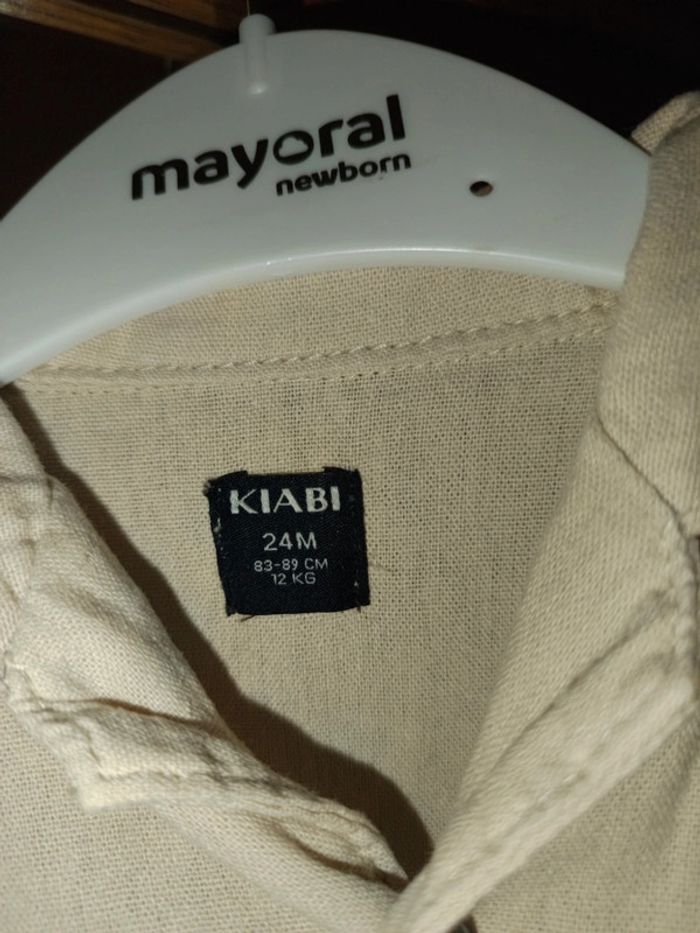 mayoral
newborn
KIABI
24M
83-89 CM
12 KG